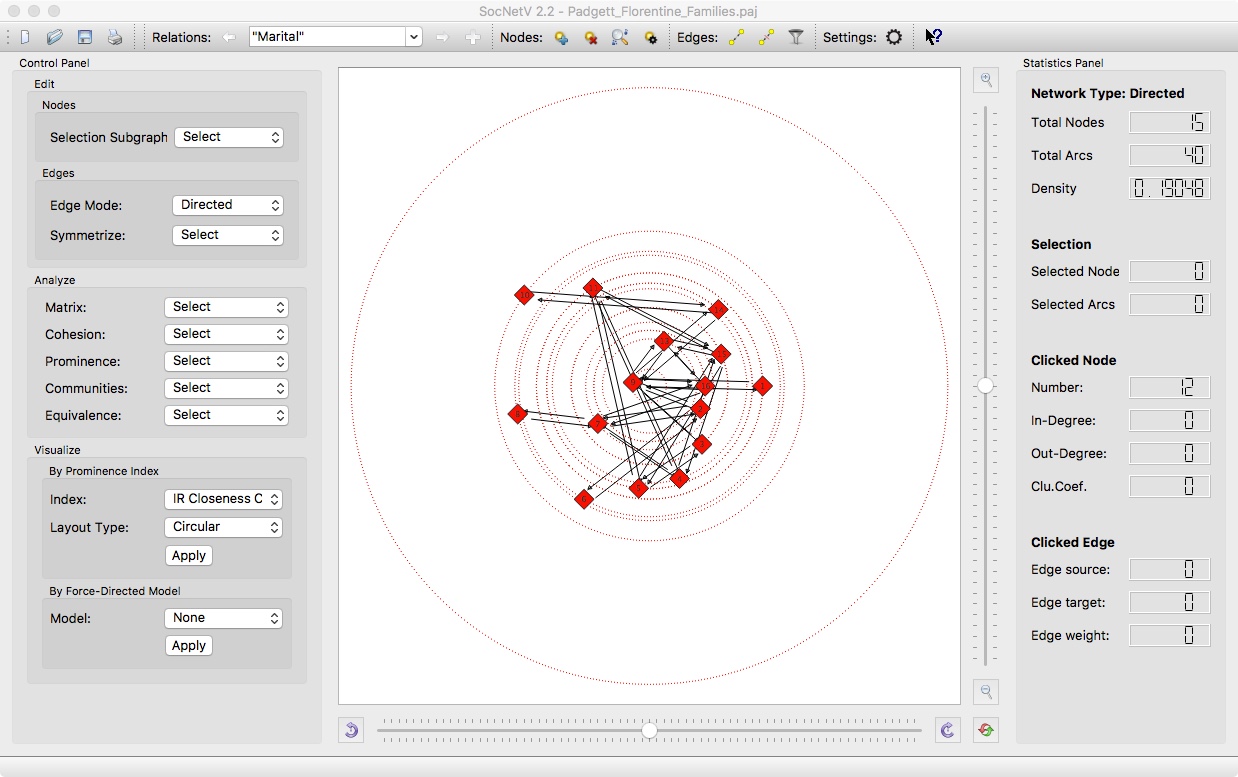 SocNetV 2.2 - Padgett_Florentine_Families.paj
Relations: "Marital" Nodes: Edges: Settings:
Control Panel
Edit
Nodes
Selection Subgraph Select
Edges
Edge Mode: Directed
Symmetrize: Select
Analyze
Matrix: Select
Cohesion: Select
Prominence: Select
Communities: Select
Equivalence: Select
Visualize
By Prominence Index
Index: IR Closeness C
Layout Type: Circular
Apply
By Force-Directed Model
Model: None
Apply
Statistics Panel
Network Type: Directed
Total Nodes 15
Total Arcs 40
Density 0.19048
Selection
Selected Node 0
Selected Arcs 0
Clicked Node
Number: 12
In-Degree: 0
Out-Degree: 0
Clu.Coef. 0
Clicked Edge
Edge source: 0
Edge target: 0
Edge weight: 0